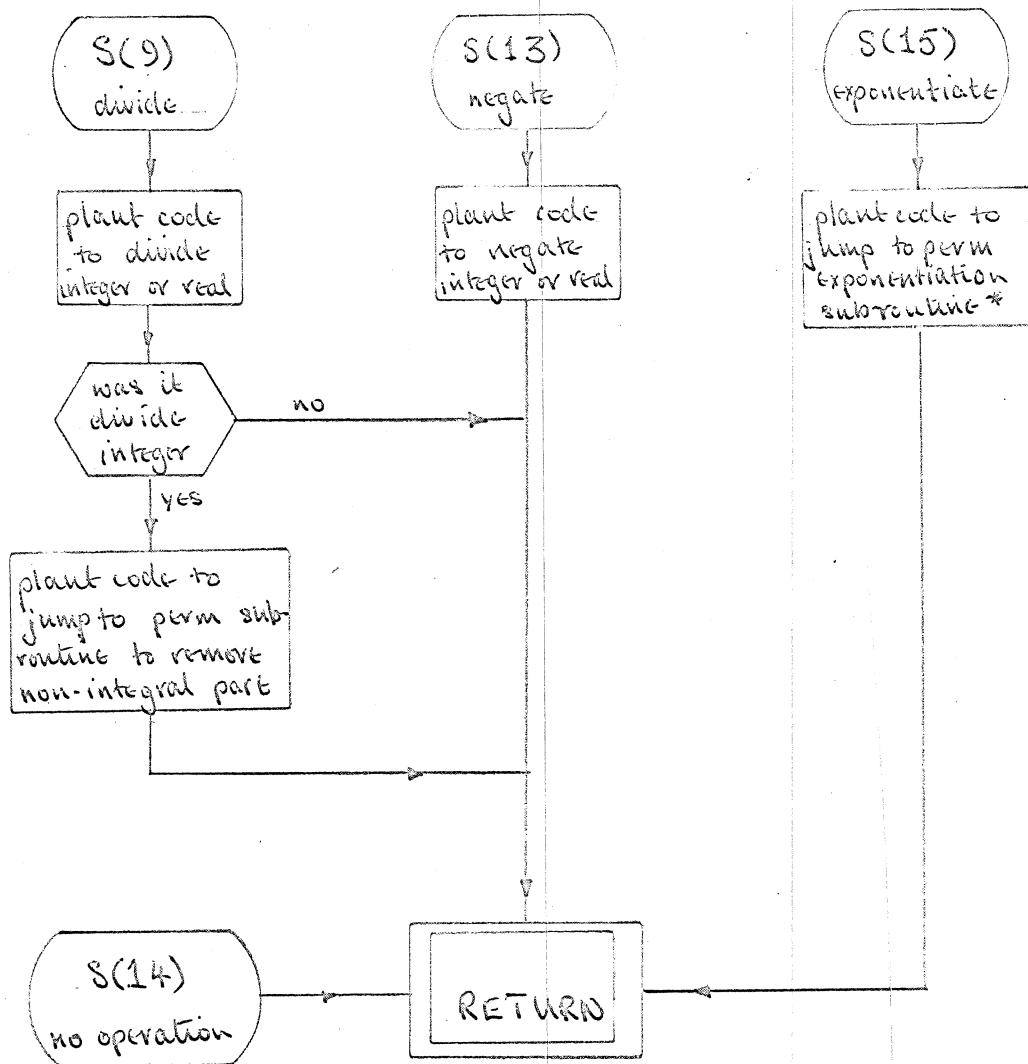 S(9)
divide
S(13)
negate
S(15)
exponentiate
plant code
to divide
integer or real
plant code
to negate
integer or real
plant code to
jump to perm
exponentiation
subroutine*
was it
divide
integer
no
YES
plant code to
jump to perm sub-
routine to remove
non-integral part
S(14)
no operation
RETURN